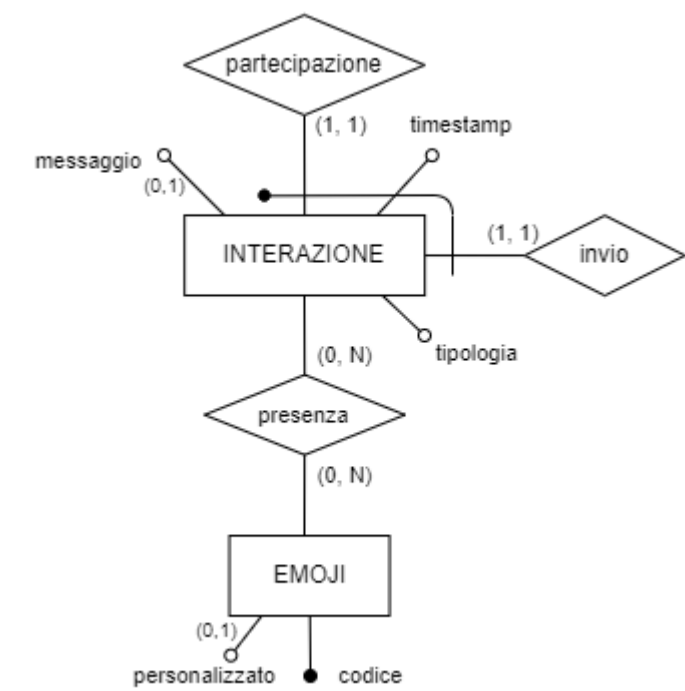 partecipazione
(1, 1)
timestamp
messaggio
(0,1)
INTERAZIONE
(1, 1)
invio
(0, N)
tipologia
presenza
(0, N)
EMOJI
(0,1)
personalizzato
codice